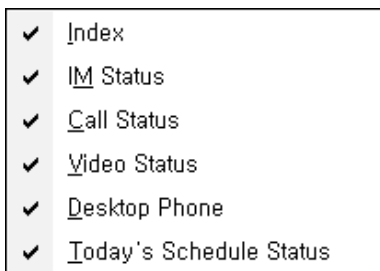 Index
IM Status
Call Status
Video Status
Desktop Phone
Today's Schedule Status